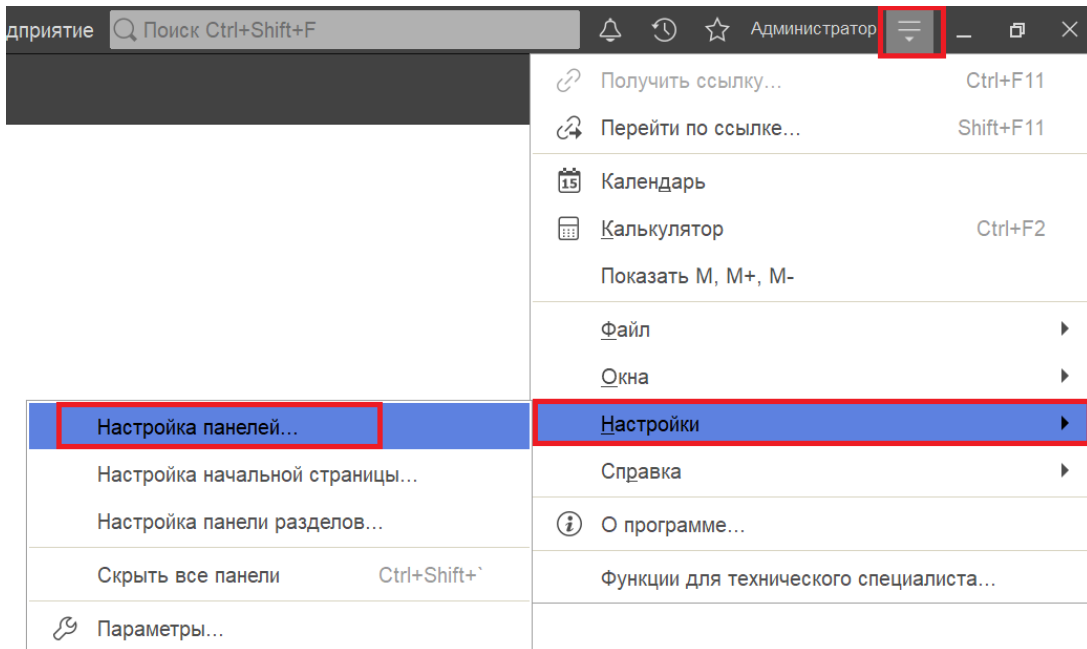 дприятие Поиск Ctrl+Shift+F Администратор
Получить ссылку... Ctrl+F11
Перейти по ссылке... Shift+F11
15 Календарь
Калькулятор Ctrl+F2
Показать M, M+, M-
Файл
Окна
Настройки
Справка
i О программе...
Функции для технического специалиста...
Настройка панелей...
Настройка начальной страницы...
Настройка панели разделов...
Скрыть все панели Ctrl+Shift+`
Параметры...